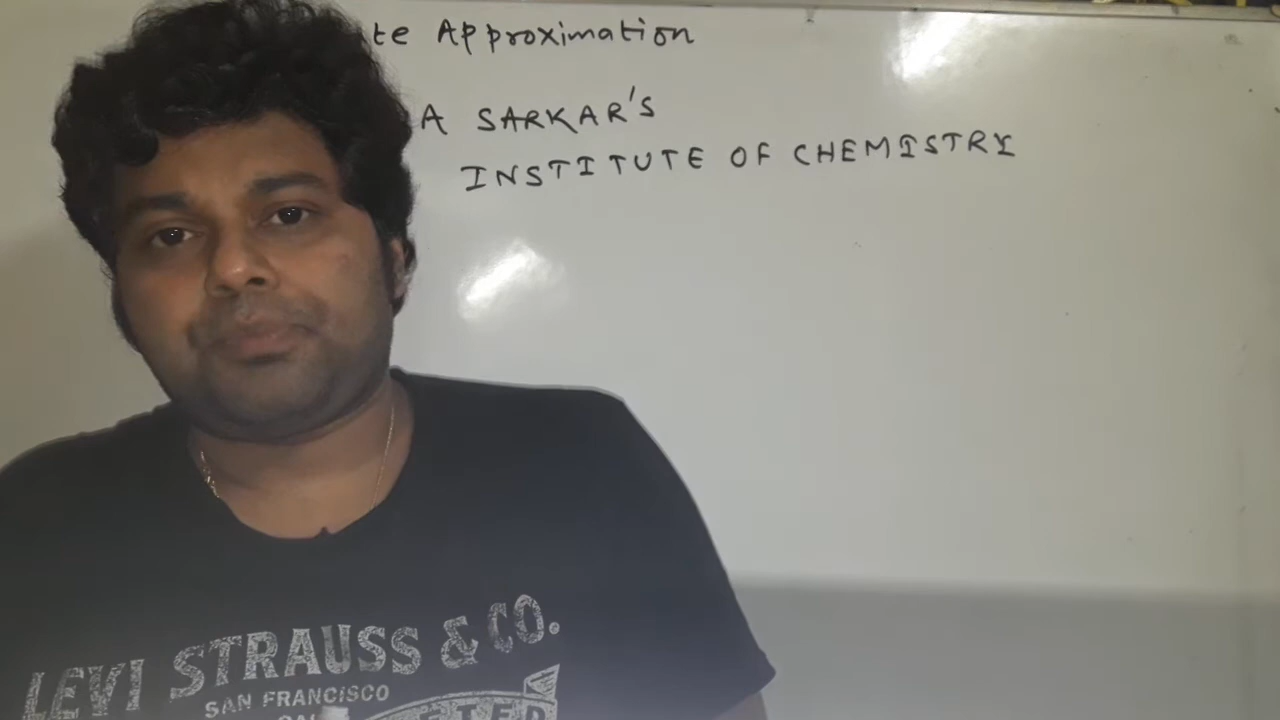 te Approximation
A SARKAR'S
INSTITUTE OF CHEMISTRY
LEVI STRAUSS & CO.
SAN FRANCISCO